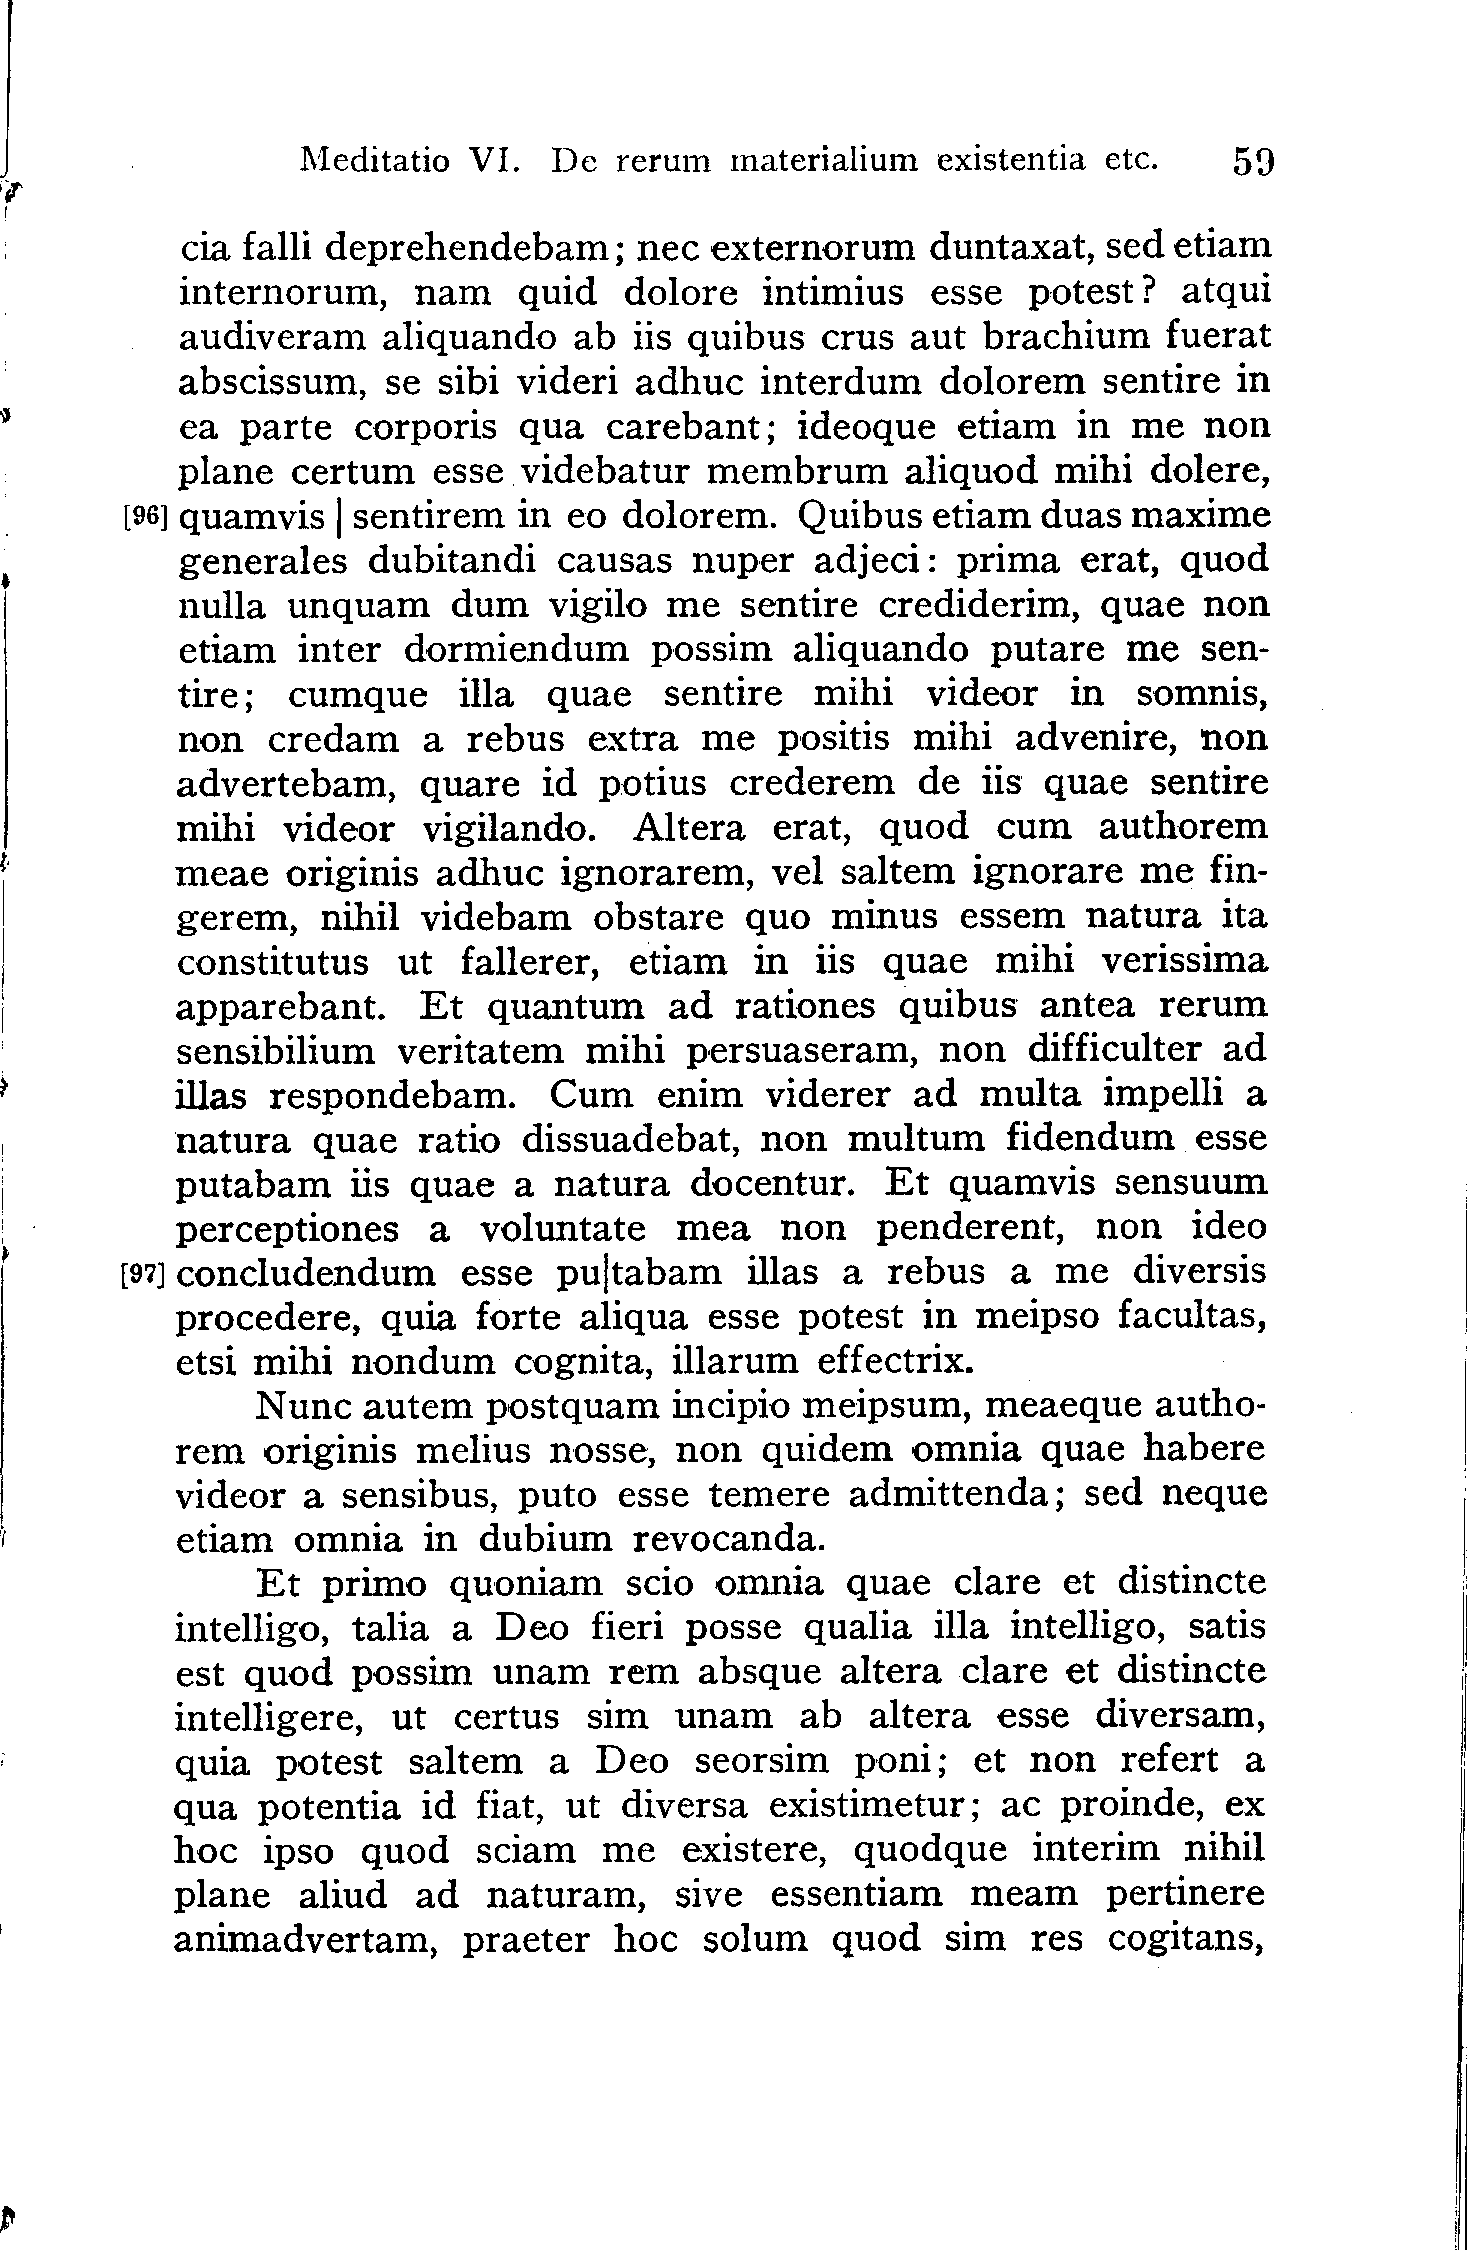 Meditatio VI. De rerum materialium existentia etc. 59
cia falli deprehendebam; nec externorum duntaxat, sed etiam
internorum, nam quid dolore intimius esse potest? atqui
audiveram aliquando ab iis quibus crus aut brachium fuerat
abscissum, se sibi videri adhuc interdum dolorem sentire in
ea parte corporis qua carebant; ideoque etiam in me non
plane certum esse videbatur membrum aliquod mihi dolere,
[96] quamvis | sentirem in eo dolorem. Quibus etiam duas maxime
generales dubitandi causas nuper adjeci: prima erat, quod
nulla unquam dum vigilo me sentire crediderim, quae non
etiam inter dormiendum possim aliquando putare me sen-
tire; cumque illa quae sentire mihi videor in somnis,
non credam a rebus extra me positis mihi advenire, non
advertebam, quare id potius crederem de iis quae sentire
mihi videor vigilando. Altera erat, quod cum authorem
meae originis adhuc ignorarem, vel saltem ignorare me fin-
gerem, nihil videbam obstare quo minus essem natura ita
constitutus ut fallerer, etiam in iis quae mihi verissima
apparebant. Et quantum ad rationes quibus antea rerum
sensibilium veritatem mihi persuaseram, non difficulter ad
illas respondebam. Cum enim viderer ad multa impelli a
natura quae ratio dissuadebat, non multum fidendum esse
putabam iis quae a natura docentur. Et quamvis sensuum
perceptiones a voluntate mea non penderent, non ideo
[97] concludendum esse pu|tabam illas a rebus a me diversis
procedere, quia forte aliqua esse potest in meipso facultas,
etsi mihi nondum cognita, illarum effectrix.
Nunc autem postquam incipio meipsum, meaeque autho-
rem originis melius nosse, non quidem omnia quae habere
videor a sensibus, puto esse temere admittenda; sed neque
etiam omnia in dubium revocanda.
Et primo quoniam scio omnia quae clare et distincte
intelligo, talia a Deo fieri posse qualia illa intelligo, satis
est quod possim unam rem absque altera clare et distincte
intelligere, ut certus sim unam ab altera esse diversam,
quia potest saltem a Deo seorsim poni; et non refert a
qua potentia id fiat, ut diversa existimetur; ac proinde, ex
hoc ipso quod sciam me existere, quodque interim nihil
plane aliud ad naturam, sive essentiam meam pertinere
animadvertam, praeter hoc solum quod sim res cogitans,